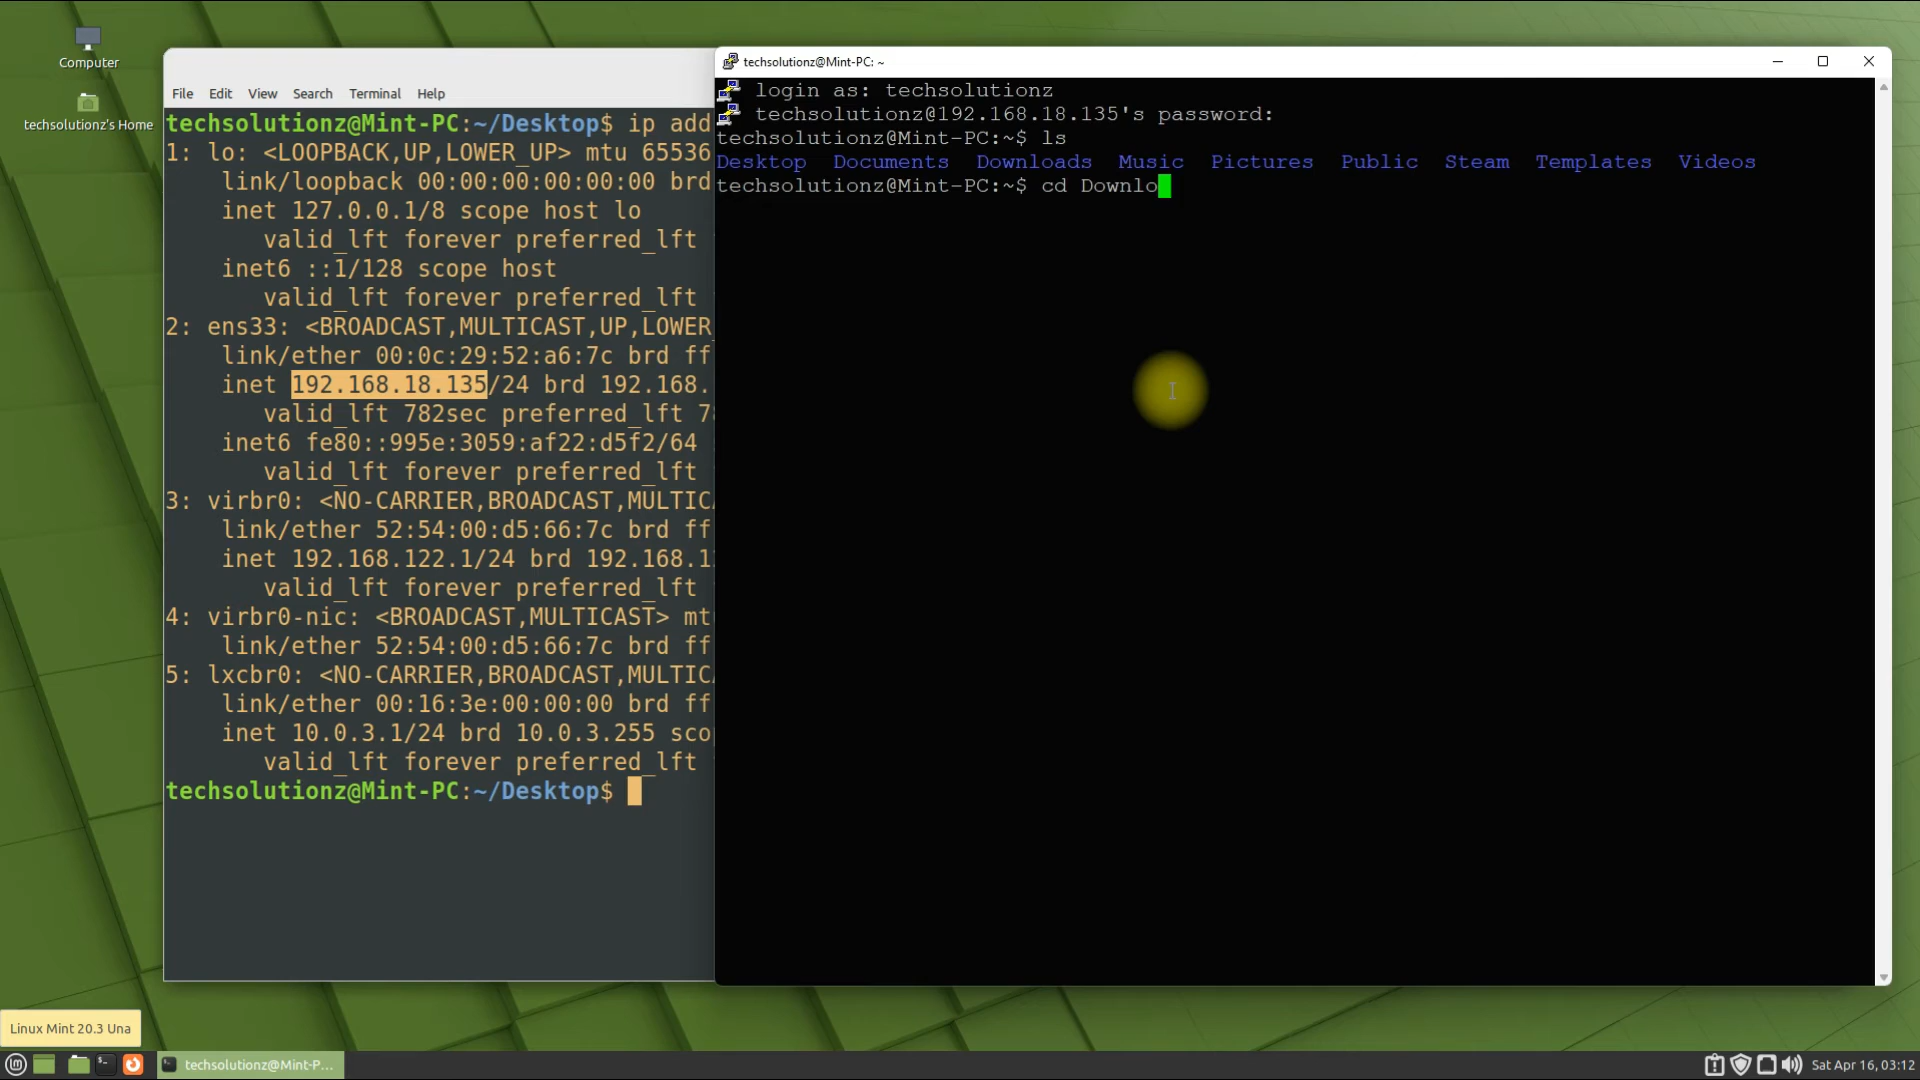 Computer
techsolutionz's Home
File Edit View Search Terminal Help
techsolutionz@Mint-PC:~/Desktop$ ip add
1: lo: <LOOPBACK,UP,LOWER_UP> mtu 65536
link/loopback 00:00:00:00:00:00 brd
inet 127.0.0.1/8 scope host lo
valid_lft forever preferred_lft
inet6 ::1/128 scope host
valid_lft forever preferred_lft
2: ens33: <BROADCAST,MULTICAST,UP,LOWER
link/ether 00:0c:29:52:a6:7c brd ff
inet 192.168.18.135/24 brd 192.168.
valid_lft 782sec preferred_lft 7
inet6 fe80::995e:3059:af22:d5f2/64
valid_lft forever preferred_lft
3: virbr0: <NO-CARRIER,BROADCAST,MULTICA
link/ether 52:54:00:d5:66:7c brd ff
inet 192.168.122.1/24 brd 192.168.1
valid_lft forever preferred_lft
4: virbr0-nic: <BROADCAST,MULTICAST> mt
link/ether 52:54:00:d5:66:7c brd ff
5: lxcbr0: <NO-CARRIER,BROADCAST,MULTICA
link/ether 00:16:3e:00:00:00 brd ff
inet 10.0.3.1/24 brd 10.0.3.255 sco
valid_lft forever preferred_lft
techsolutionz@Mint-PC:~/Desktop$
techsolutionz@Mint-PC: ~
login as: techsolutionz
techsolutionz@192.168.18.135's password:
techsolutionz@Mint-PC:~$ ls
Desktop Documents Downloads Music Pictures Public Steam Templates Videos
techsolutionz@Mint-PC:~$ cd Downlo
Linux Mint 20.3 Una
techsolutionz@Mint-P...
Sat Apr 16, 03:12